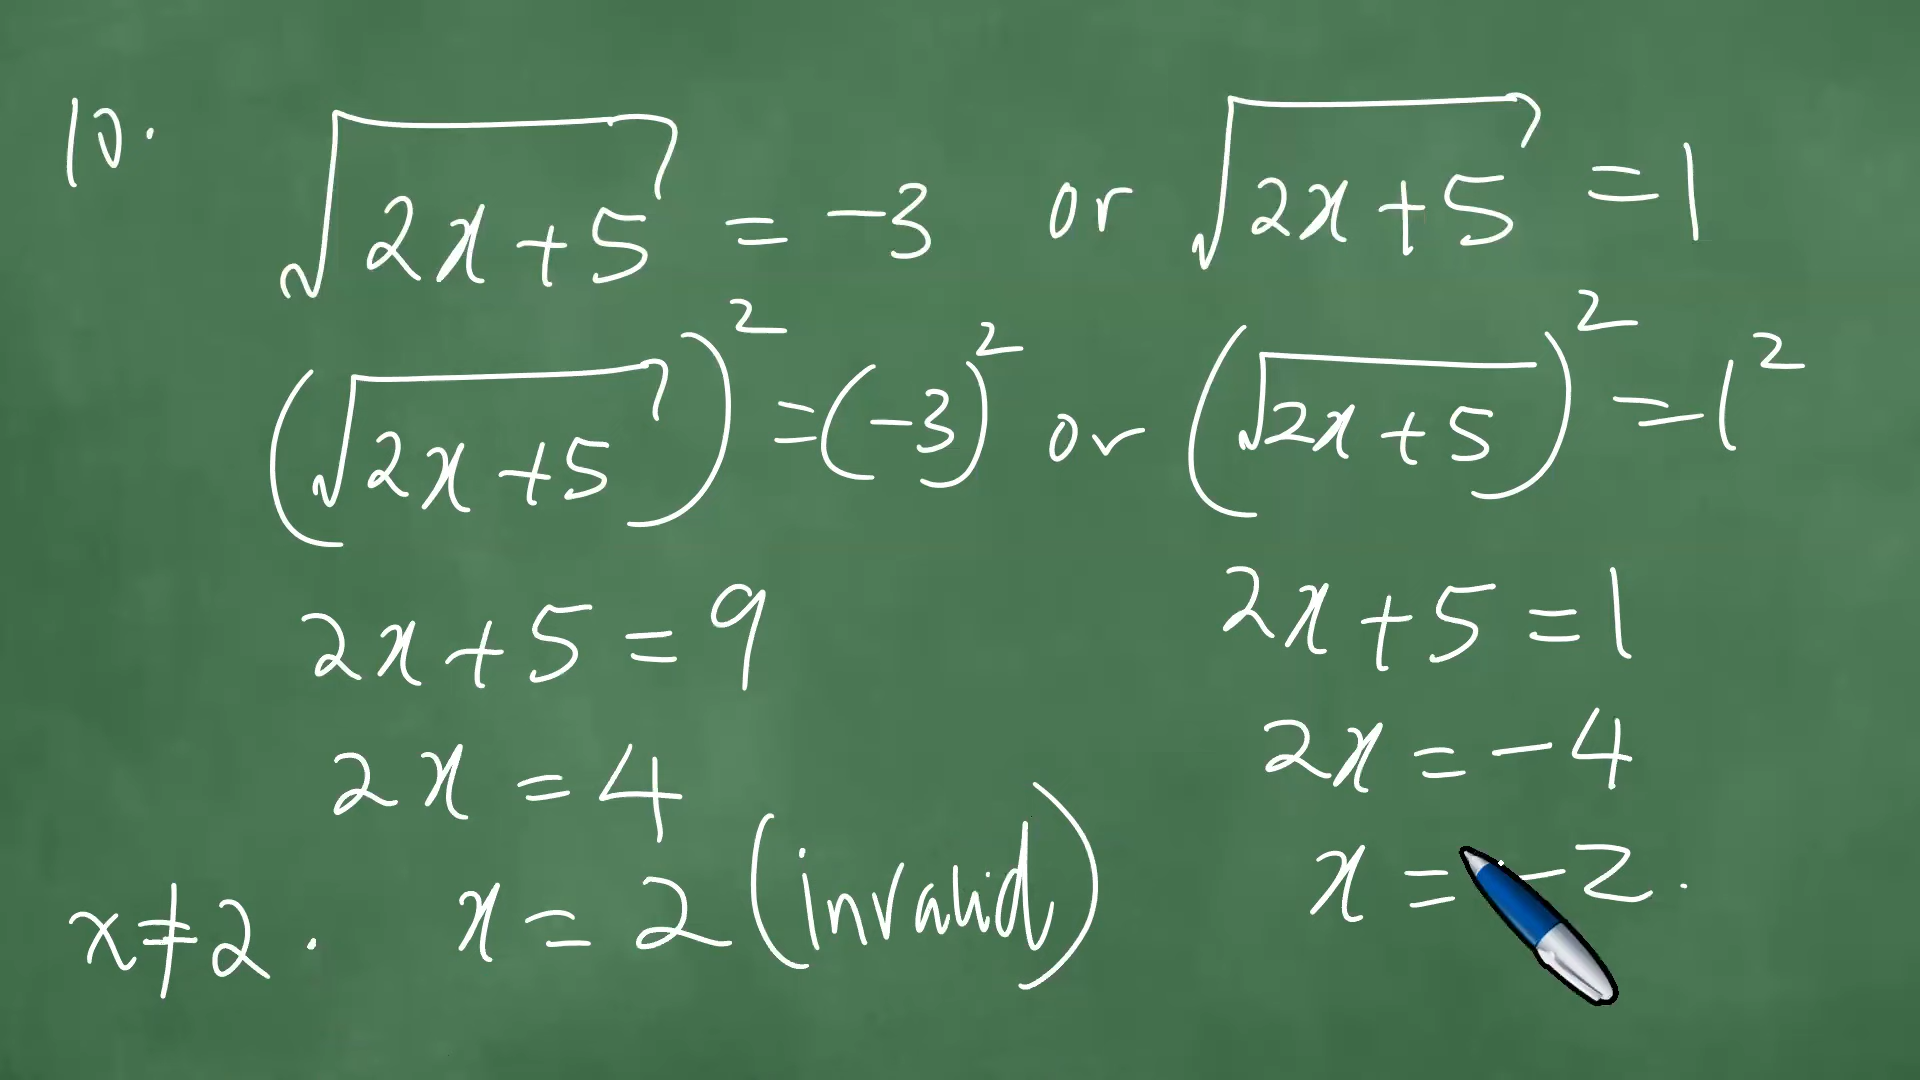 10. √(2x+5) = -3 or √(2x+5) = 1
(√(2x+5))² = (-3)² or (√(2x+5))² = 1²
2x+5=9 2x+5=1
2x=4 2x=-4
x≠2. x=2 (invalid) x=-2.